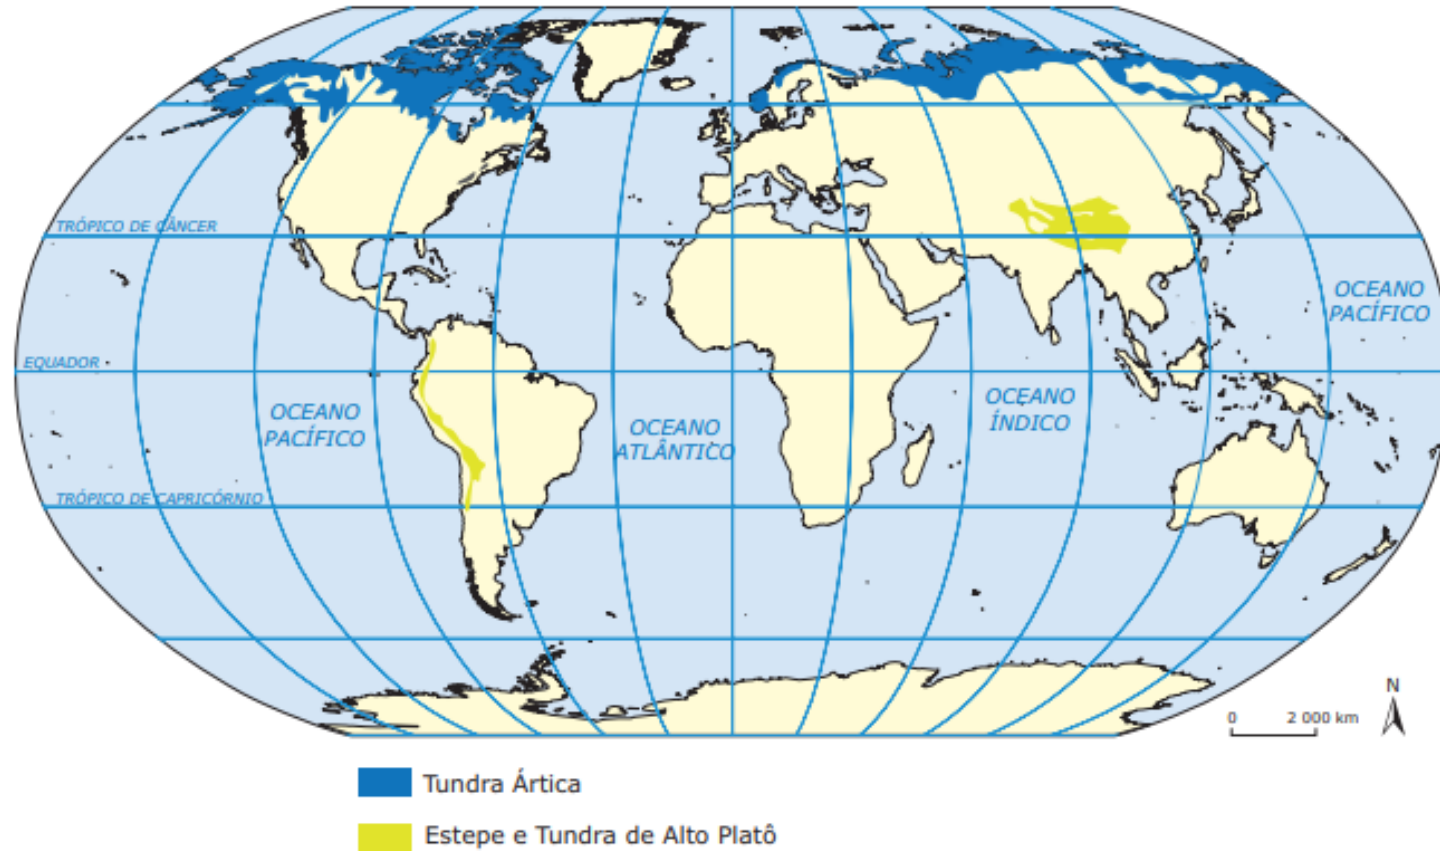 TRÓPICO DE CÂNCER
OCEANO
PACÍFICO
EQUADOR
OCEANO
PACÍFICO
OCEANO
ATLÂNTICO
OCEANO
ÍNDICO
TRÓPICO DE CAPRICÓRNIO
N
0 2 000 km
Tundra Ártica
Estepe e Tundra de Alto Platô